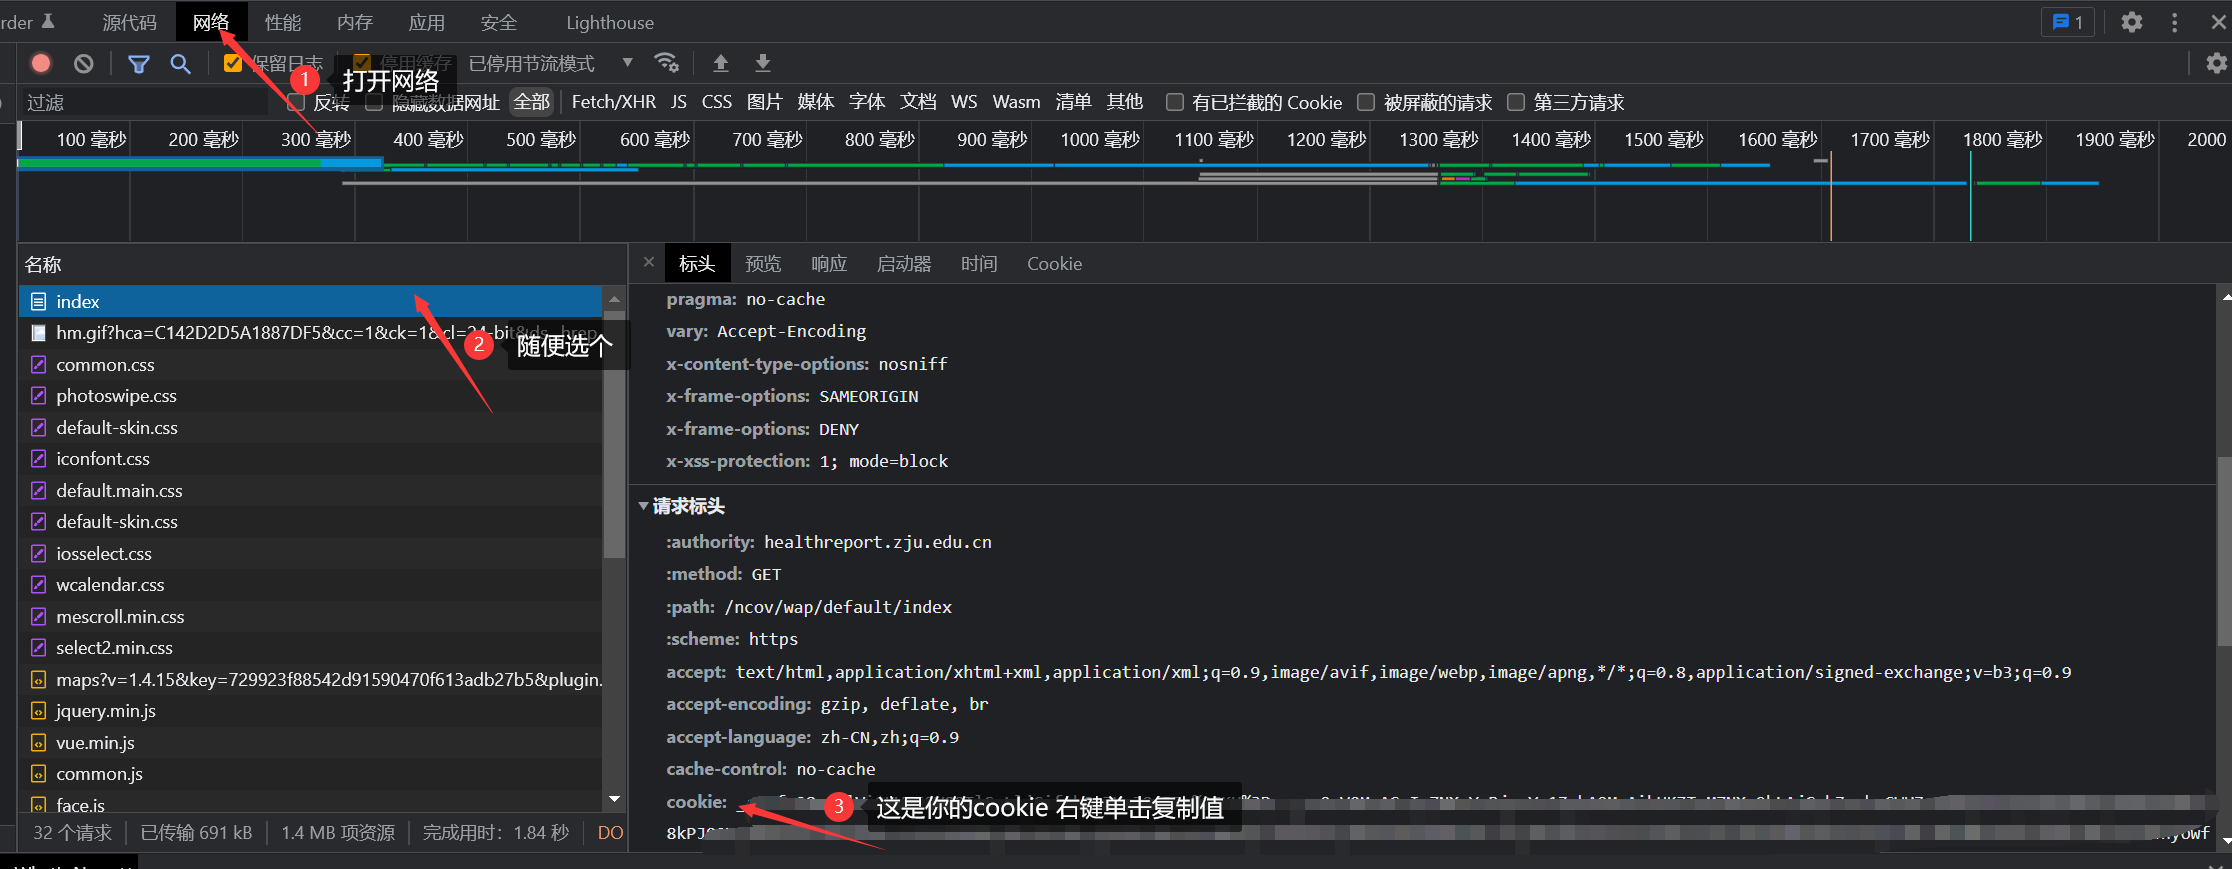 rder 源代码 网络 性能 内存 应用 安全 Lighthouse 1
保留日志 停用缓存 已停用节流模式
1 打开网络
过滤 反转 隐藏数据网址 全部 Fetch/XHR JS CSS 图片 媒体 字体 文档 WS Wasm 清单 其他 有已拦截的 Cookie 被屏蔽的请求 第三方请求
100 毫秒 200 毫秒 300 毫秒 400 毫秒 500 毫秒 600 毫秒 700 毫秒 800 毫秒 900 毫秒 1000 毫秒 1100 毫秒 1200 毫秒 1300 毫秒 1400 毫秒 1500 毫秒 1600 毫秒 1700 毫秒 1800 毫秒 1900 毫秒 2000
名称
index
hm.gif?hca=C142D2D5A1887DF5&cc=1&ck=1&cl=24-bit&ds
2 随便选个
common.css
photoswipe.css
default-skin.css
iconfont.css
default.main.css
default-skin.css
iosselect.css
wcalendar.css
mescroll.min.css
select2.min.css
maps?v=1.4.15&key=729923f88542d91590470f613adb27b5&plugin.
jquery.min.js
vue.min.js
common.js
face.js
32 个请求 已传输 691 kB 1.4 MB 项资源 完成用时：1.84 秒 DO
标头 预览 响应 启动器 时间 Cookie
pragma: no-cache
vary: Accept-Encoding
x-content-type-options: nosniff
x-frame-options: SAMEORIGIN
x-frame-options: DENY
x-xss-protection: 1; mode=block
请求标头
:authority: healthreport.zju.edu.cn
:method: GET
:path: /ncov/wap/default/index
:scheme: https
accept: text/html,application/xhtml+xml,application/xml;q=0.9,image/avif,image/webp,image/apng,*/*;q=0.8,application/signed-exchange;v=b3;q=0.9
accept-encoding: gzip, deflate, br
accept-language: zh-CN,zh;q=0.9
cache-control: no-cache
cookie:
3 这是你的cookie 右键单击复制值